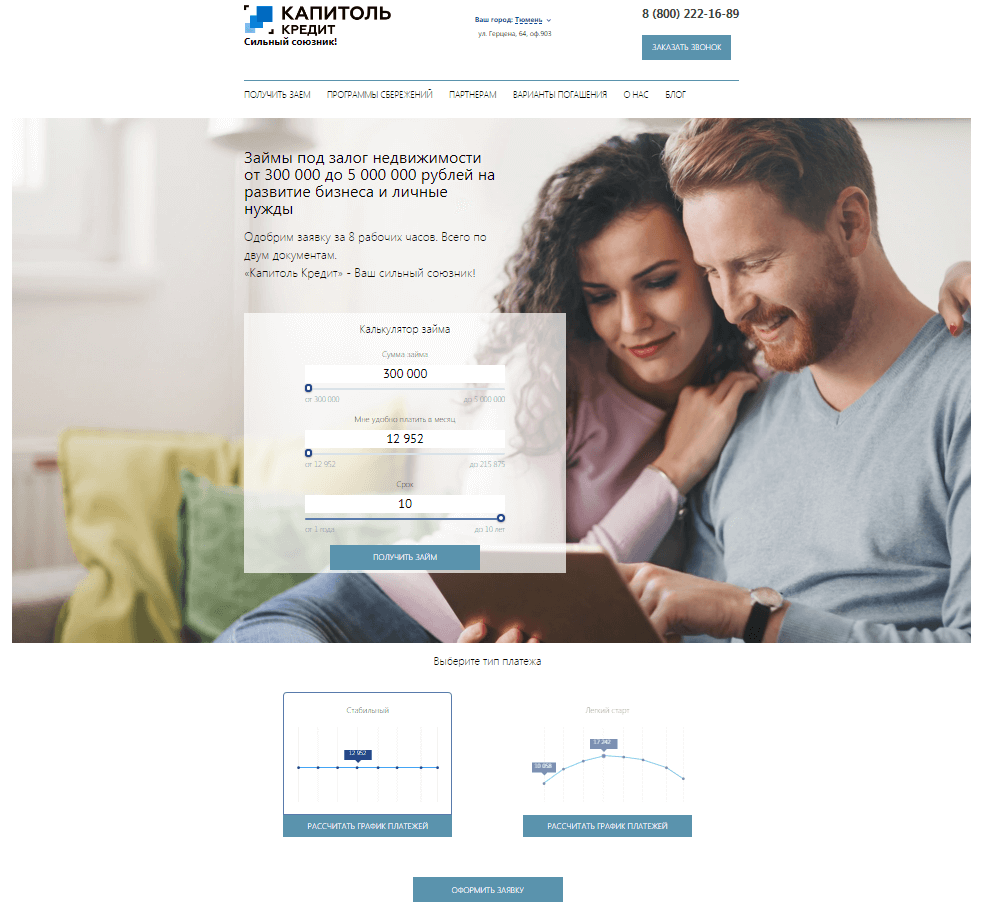 КАПИТОЛЬ
КРЕДИТ
Сильный союзник!
Ваш город: Тюмень
ул. Герцена, 64, оф.903
8 (800) 222-16-89
ЗАКАЗАТЬ ЗВОНОК
ПОЛУЧИТЬ ЗАЕМ ПРОГРАММЫ СБЕРЕЖЕНИЙ ПАРТНЕРАМ ВАРИАНТЫ ПОГАШЕНИЯ О НАС БЛОГ
Займы под залог недвижимости
от 300 000 до 5 000 000 рублей на
развитие бизнеса и личные
нужды
Одобрим заявку за 8 рабочих часов. Всего по
двум документам.
«Капитоль Кредит» - Ваш сильный союзник!
Калькулятор займа
Сумма займа
300 000
от 300 000 до 5 000 000
Мне удобно платить в месяц
12 952
от 12 952 до 215 875
Срок
10
от 1 года до 10 лет
ПОЛУЧИТЬ ЗАЙМ
Выберите тип платежа
Стабильный
12 952
РАССЧИТАТЬ ГРАФИК ПЛАТЕЖЕЙ
Легкий старт
17 242
10 058
РАССЧИТАТЬ ГРАФИК ПЛАТЕЖЕЙ
ОФОРМИТЬ ЗАЯВКУ